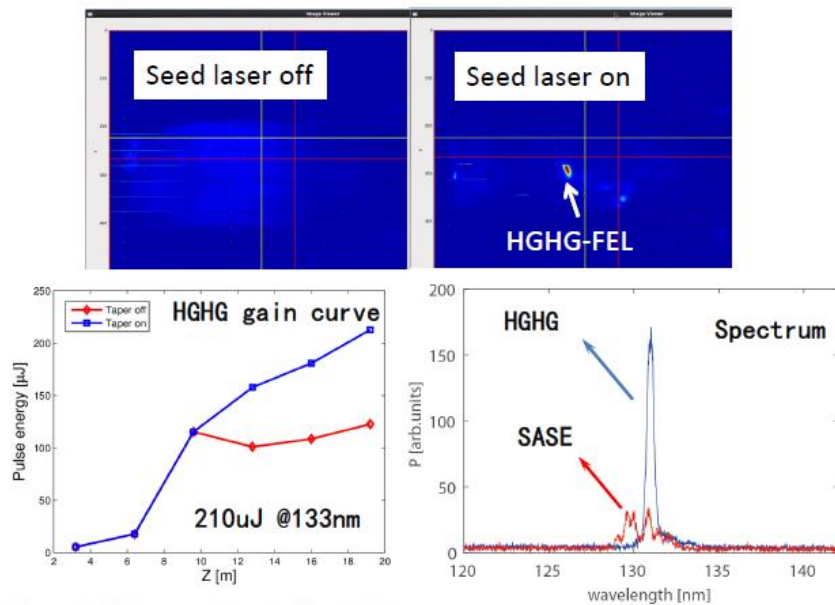 Image Viewer
Image Viewer
Seed laser off
Seed laser on
HGHG-FEL
250
200
150
100
50
0
Pulse energy [μJ]
Taper off
Taper on
HGHG gain curve
210uJ @133nm
2 4 6 8 10 12 14 16 18 20
Z [m]
200
150
100
50
0
P [arb.units]
HGHG
Spectrum
SASE
120 125 130 135 140
wavelength [nm]